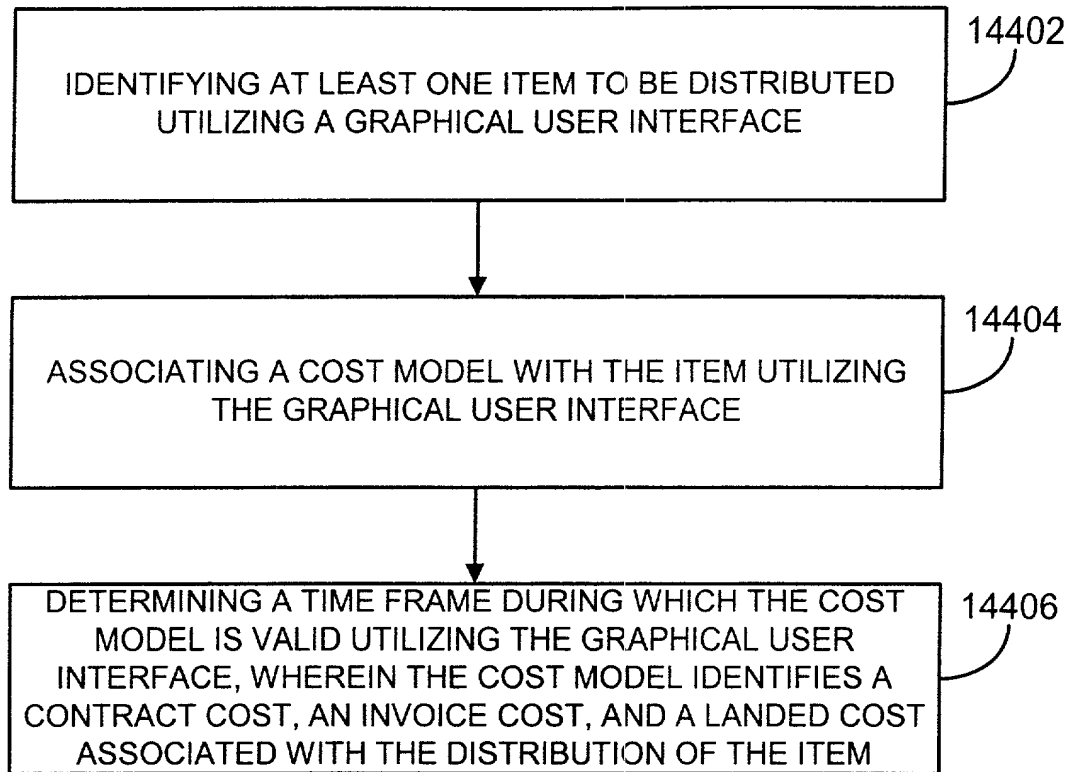 14402
IDENTIFYING AT LEAST ONE ITEM TO BE DISTRIBUTED
UTILIZING A GRAPHICAL USER INTERFACE
14404
ASSOCIATING A COST MODEL WITH THE ITEM UTILIZING
THE GRAPHICAL USER INTERFACE
14406
DETERMINING A TIME FRAME DURING WHICH THE COST
MODEL IS VALID UTILIZING THE GRAPHICAL USER
INTERFACE, WHEREIN THE COST MODEL IDENTIFIES A
CONTRACT COST, AN INVOICE COST, AND A LANDED COST
ASSOCIATED WITH THE DISTRIBUTION OF THE ITEM